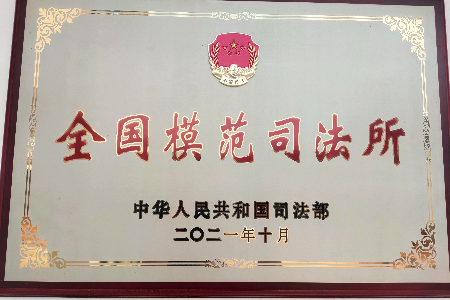 全国模范司法所
中华人民共和国司法部
二〇二一年十月